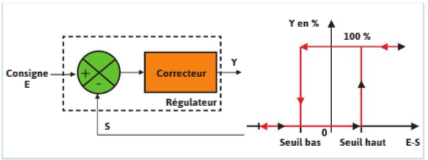 Y en %
100 %
Consigne
E
+
-
Correcteur
Y
Régulateur
S
0
Seuil bas
Seuil haut
E-S